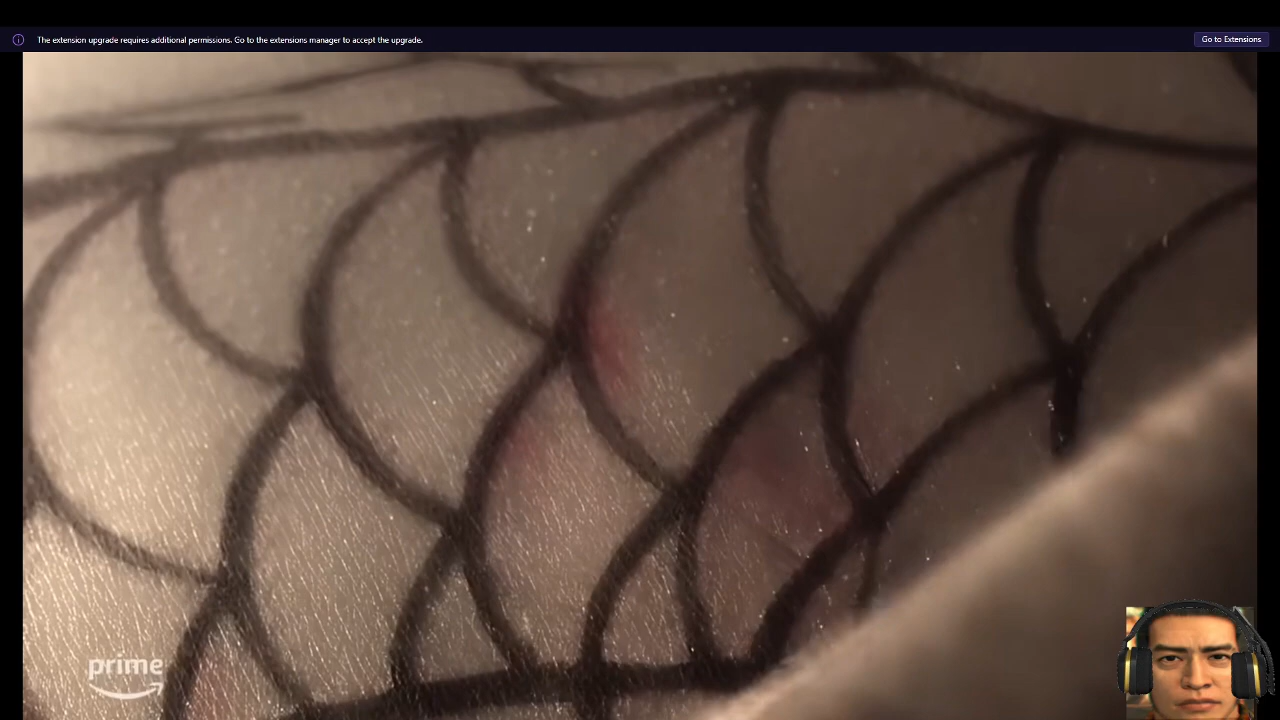 The extension upgrade requires additional permissions. Go to the extensions manager to accept the upgrade.
Go to Extensions
prime